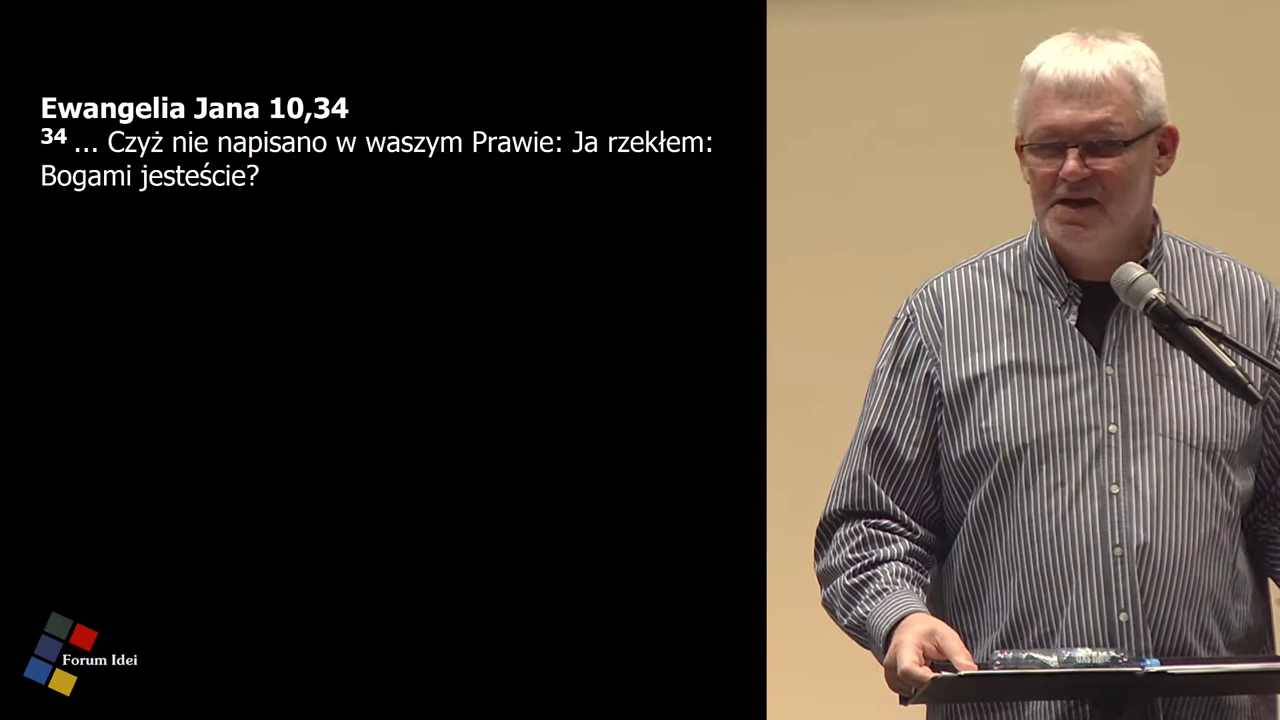 Ewangelia Jana 10,34
34 ... Czyż nie napisano w waszym Prawie: Ja rzekłem:
Bogami jesteście?
Forum Idei